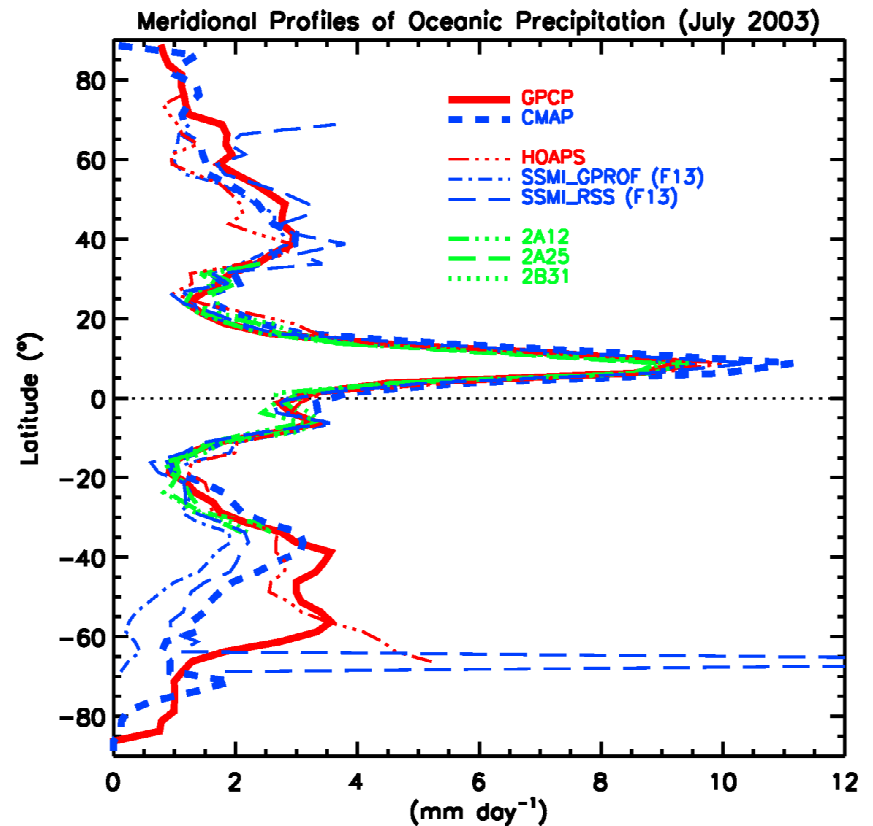 Meridional Profiles of Oceanic Precipitation (July 2003)
GPCP
CMAP
HOAPS
SSMI_GPROF (F13)
SSMI_RSS (F13)
2A12
2A25
2B31
Latitude (°)
80
60
40
20
0
-20
-40
-60
-80
0 2 4 6 8 10 12
(mm day⁻¹)